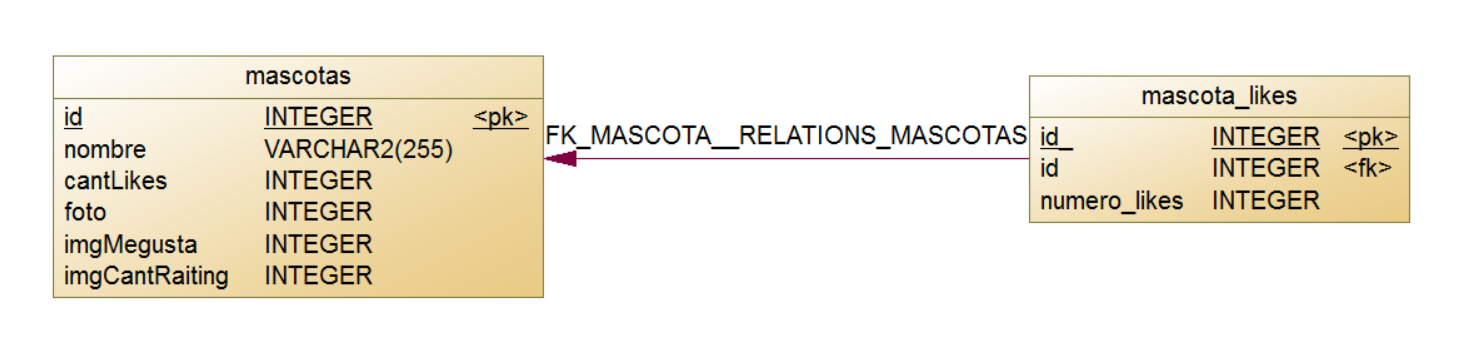 mascotas
id INTEGER <pk>
nombre VARCHAR2(255)
cantLikes INTEGER
foto INTEGER
imgMegusta INTEGER
imgCantRaiting INTEGER
FK_MASCOTA__RELATIONS_MASCOTAS
mascota_likes
id_ INTEGER <pk>
id INTEGER <fk>
numero_likes INTEGER